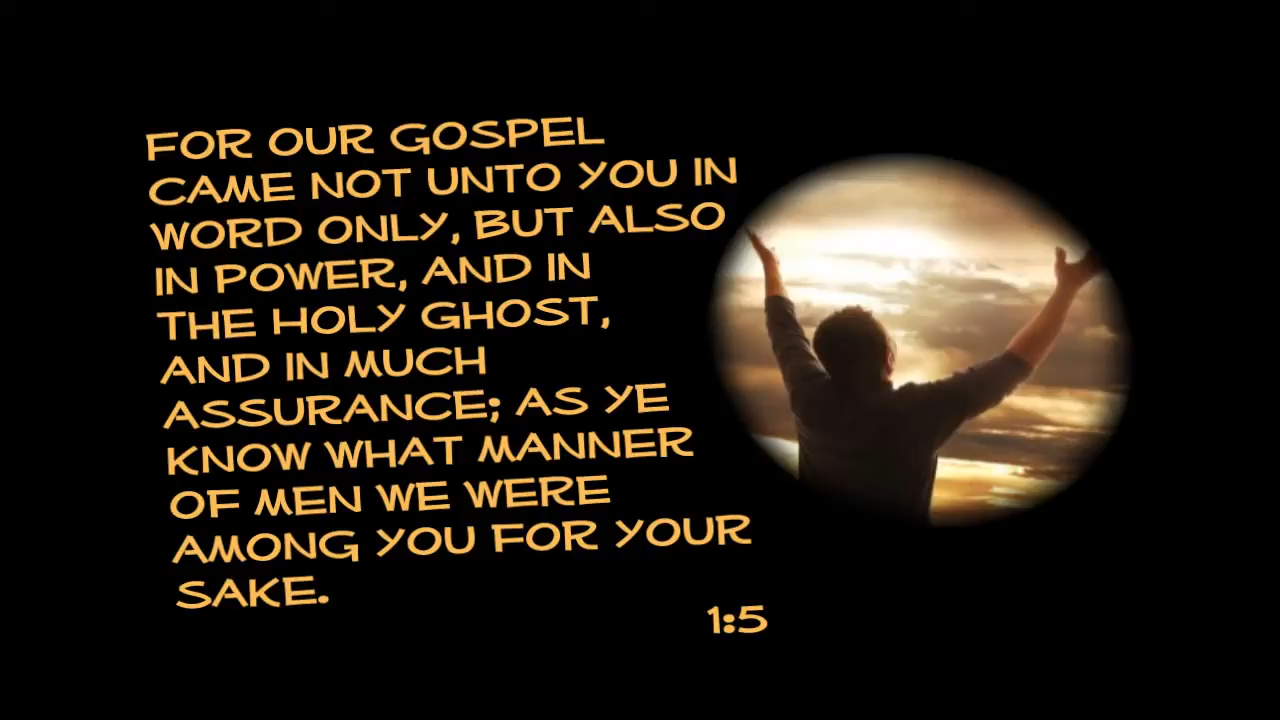 FOR OUR GOSPEL
CAME NOT UNTO YOU IN
WORD ONLY, BUT ALSO
IN POWER, AND IN
THE HOLY GHOST,
AND IN MUCH
ASSURANCE; AS YE
KNOW WHAT MANNER
OF MEN WE WERE
AMONG YOU FOR YOUR
SAKE.
1:5